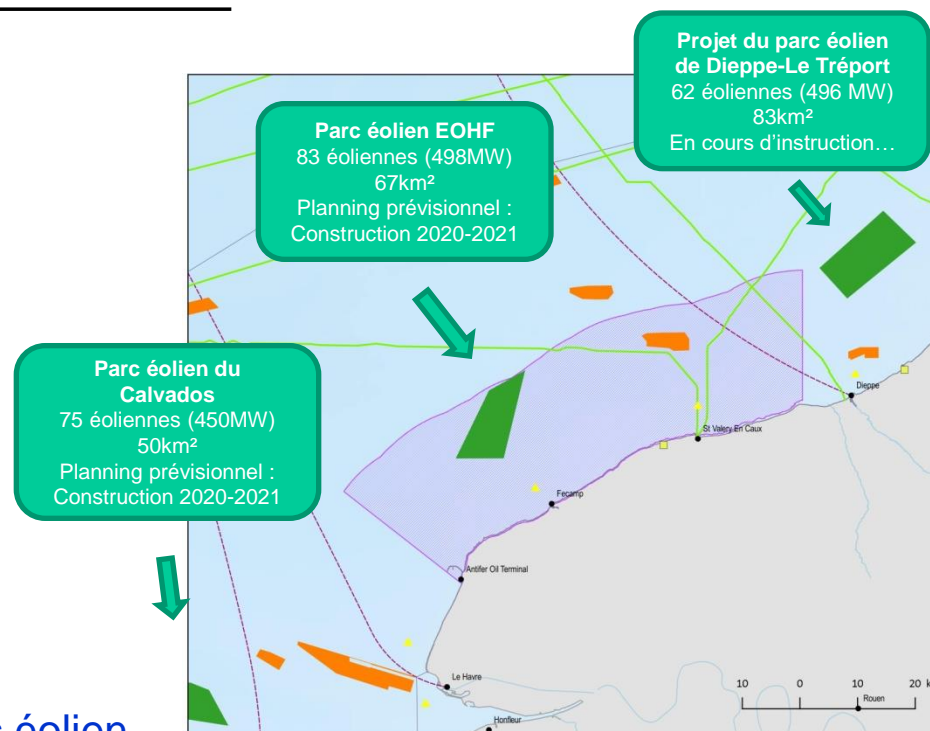 Projet du parc éolien
de Dieppe-Le Tréport
62 éoliennes (496 MW)
83km²
En cours d'instruction…
Parc éolien EOHF
83 éoliennes (498MW)
67km²
Planning prévisionnel :
Construction 2020-2021
Parc éolien du
Calvados
75 éoliennes (450MW)
50km²
Planning prévisionnel :
Construction 2020-2021
Dieppe
St Valery En Caux
Fecamp
Antifer Oil Terminal
Le Havre
10 0 10 20 k
Rouen
Honfleur
éolien